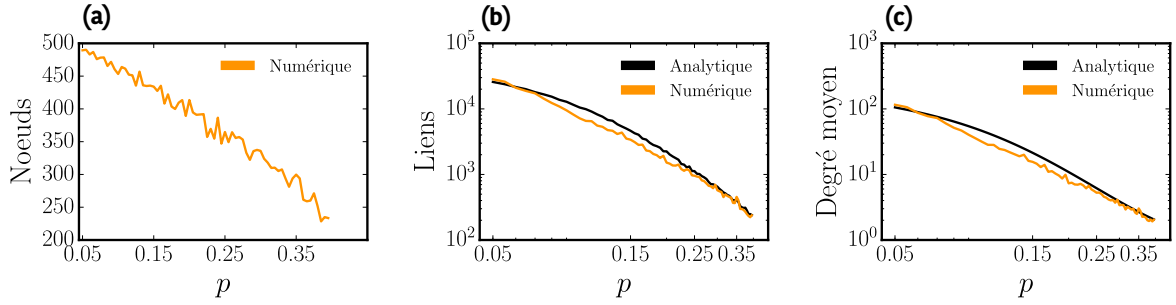 (a)
Noeuds
500
450
400
350
300
250
200
0.05
0.15
0.25
0.35
p
Numérique
(b)
Liens
10^5
10^4
10^3
10^2
0.05
0.15
0.25
0.35
p
Analytique
Numérique
(c)
Degré moyen
10^3
10^2
10^1
10^0
0.05
0.15
0.25
0.35
p
Analytique
Numérique